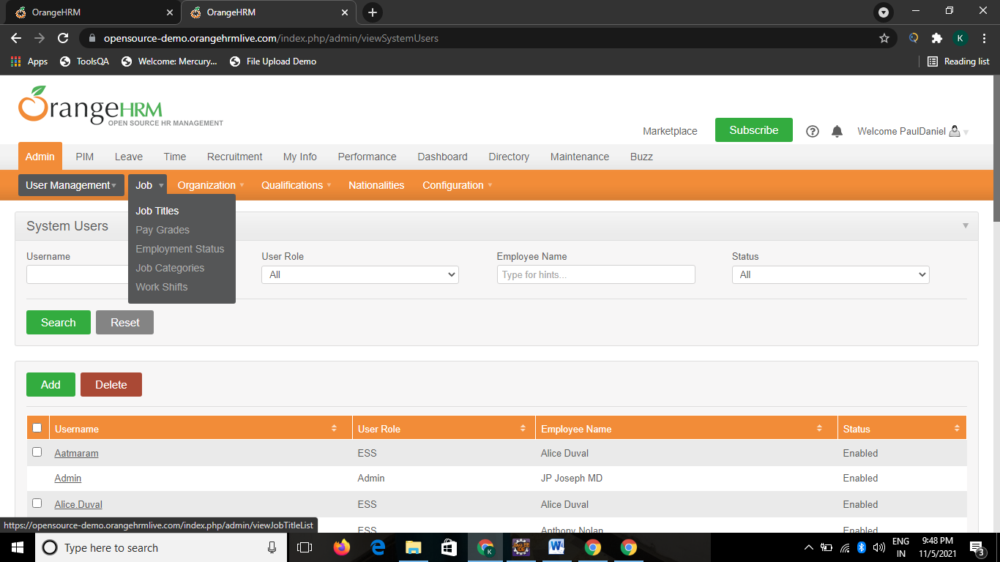 OrangeHRM
OrangeHRM
opensource-demo.orangehrmlive.com/index.php/admin/viewSystemUsers
K
Apps
ToolsQA
Welcome: Mercury...
File Upload Demo
Reading list
OrangeHRM
OPEN SOURCE HR MANAGEMENT
Marketplace
Subscribe
?
Welcome PaulDaniel
Admin
PIM
Leave
Time
Recruitment
My Info
Performance
Dashboard
Directory
Maintenance
Buzz
User Management
Job
Organization
Qualifications
Nationalities
Configuration
Job Titles
Pay Grades
Employment Status
Job Categories
Work Shifts
System Users
Username
User Role
Employee Name
Status
All
Type for hints...
All
Search
Reset
Add
Delete
Username
User Role
Employee Name
Status
Aatmaram
ESS
Alice Duval
Enabled
Admin
Admin
JP Joseph MD
Enabled
Alice.Duval
ESS
Alice Duval
Enabled
ESS
Anthony Nolan
Enabled
https://opensource-demo.orangehrmlive.com/index.php/admin/viewJobTitleList
Type here to search
K
Java EE
IDE
W
ENG
IN
9:48 PM
11/5/2021
3